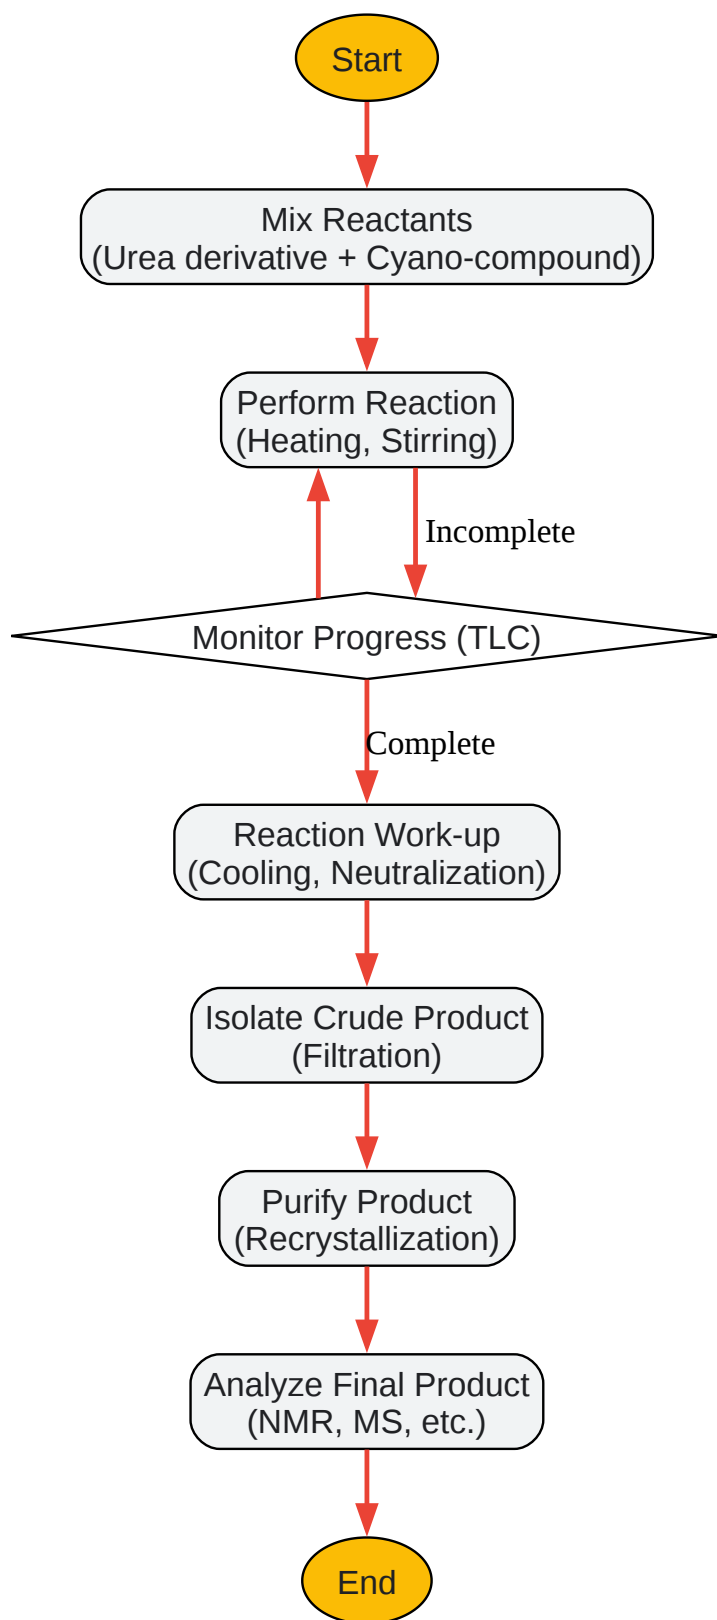 Start
Mix Reactants
(Urea derivative + Cyano-compound)
Perform Reaction
(Heating, Stirring)
Incomplete
Monitor Progress (TLC)
Complete
Reaction Work-up
(Cooling, Neutralization)
Isolate Crude Product
(Filtration)
Purify Product
(Recrystallization)
Analyze Final Product
(NMR, MS, etc.)
End